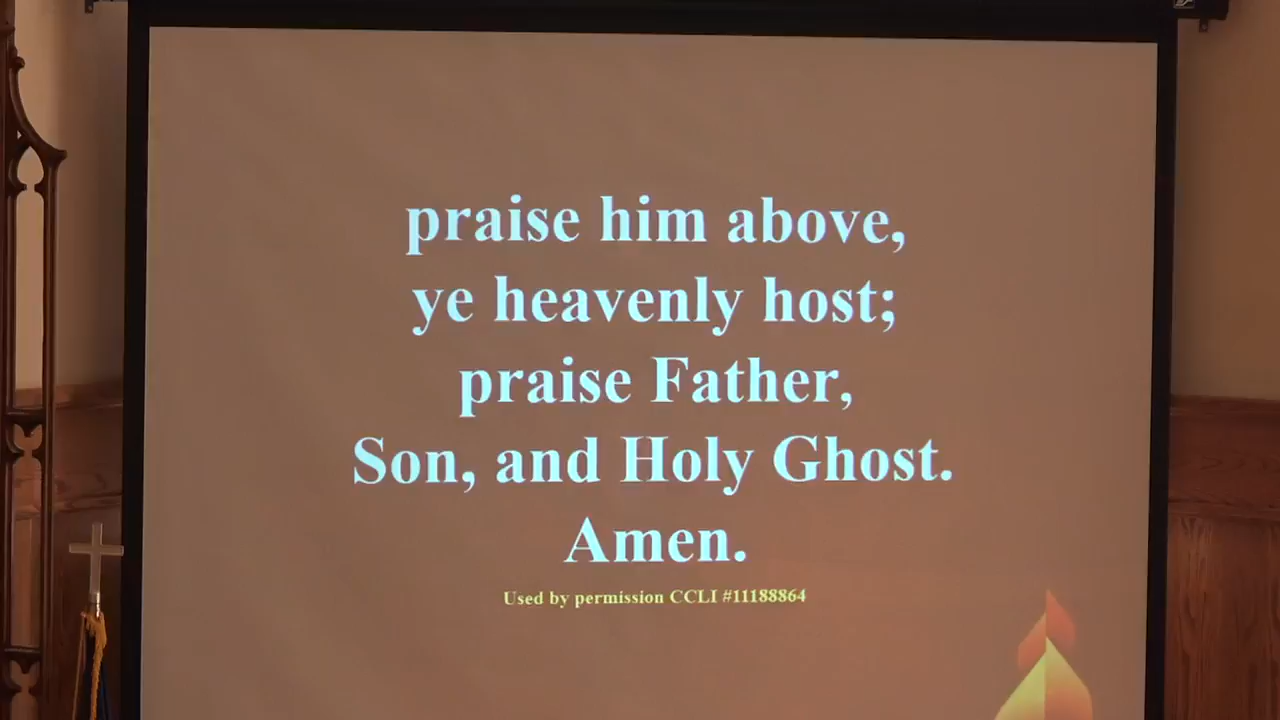 praise him above,
ye heavenly host;
praise Father,
Son, and Holy Ghost.
Amen.
Used by permission CCLI #11188864